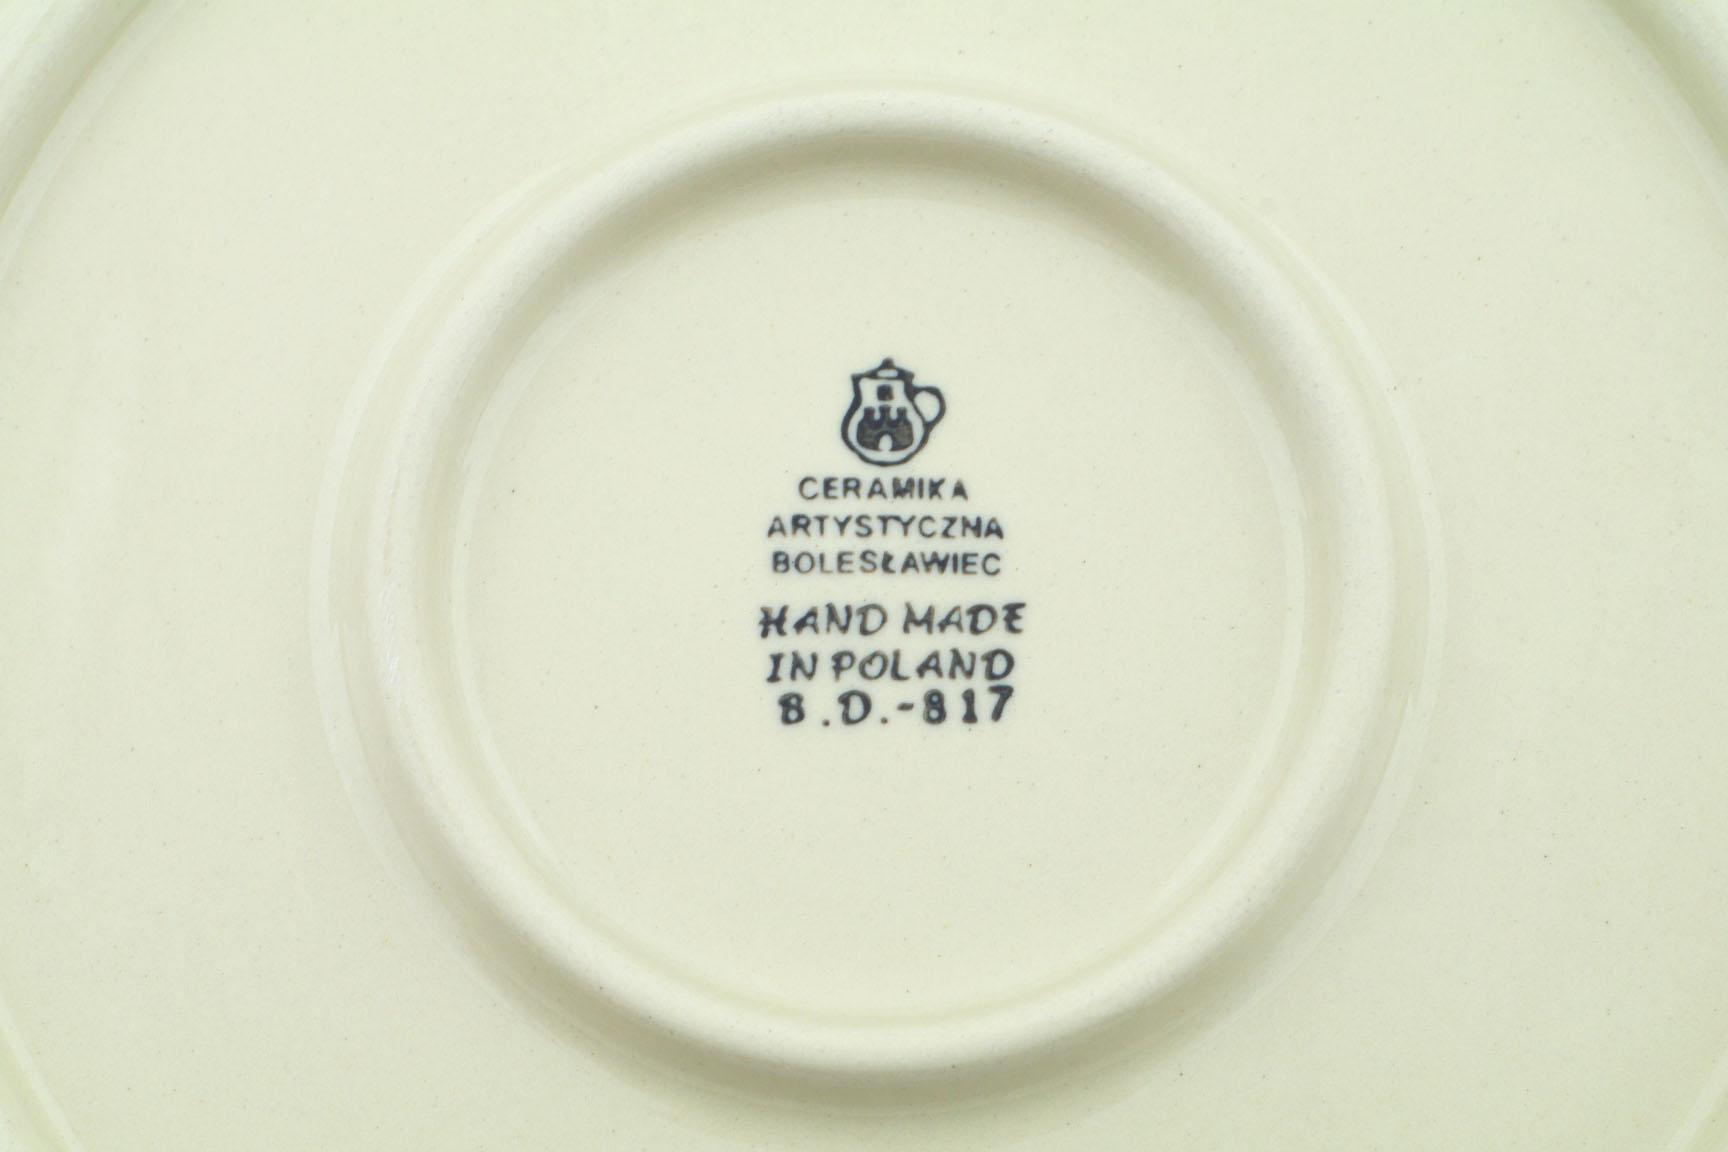 CERAMIKA
ARTYSTYCZNA
BOLESŁAWIEC
HAND MADE
IN POLAND
B.D.-817